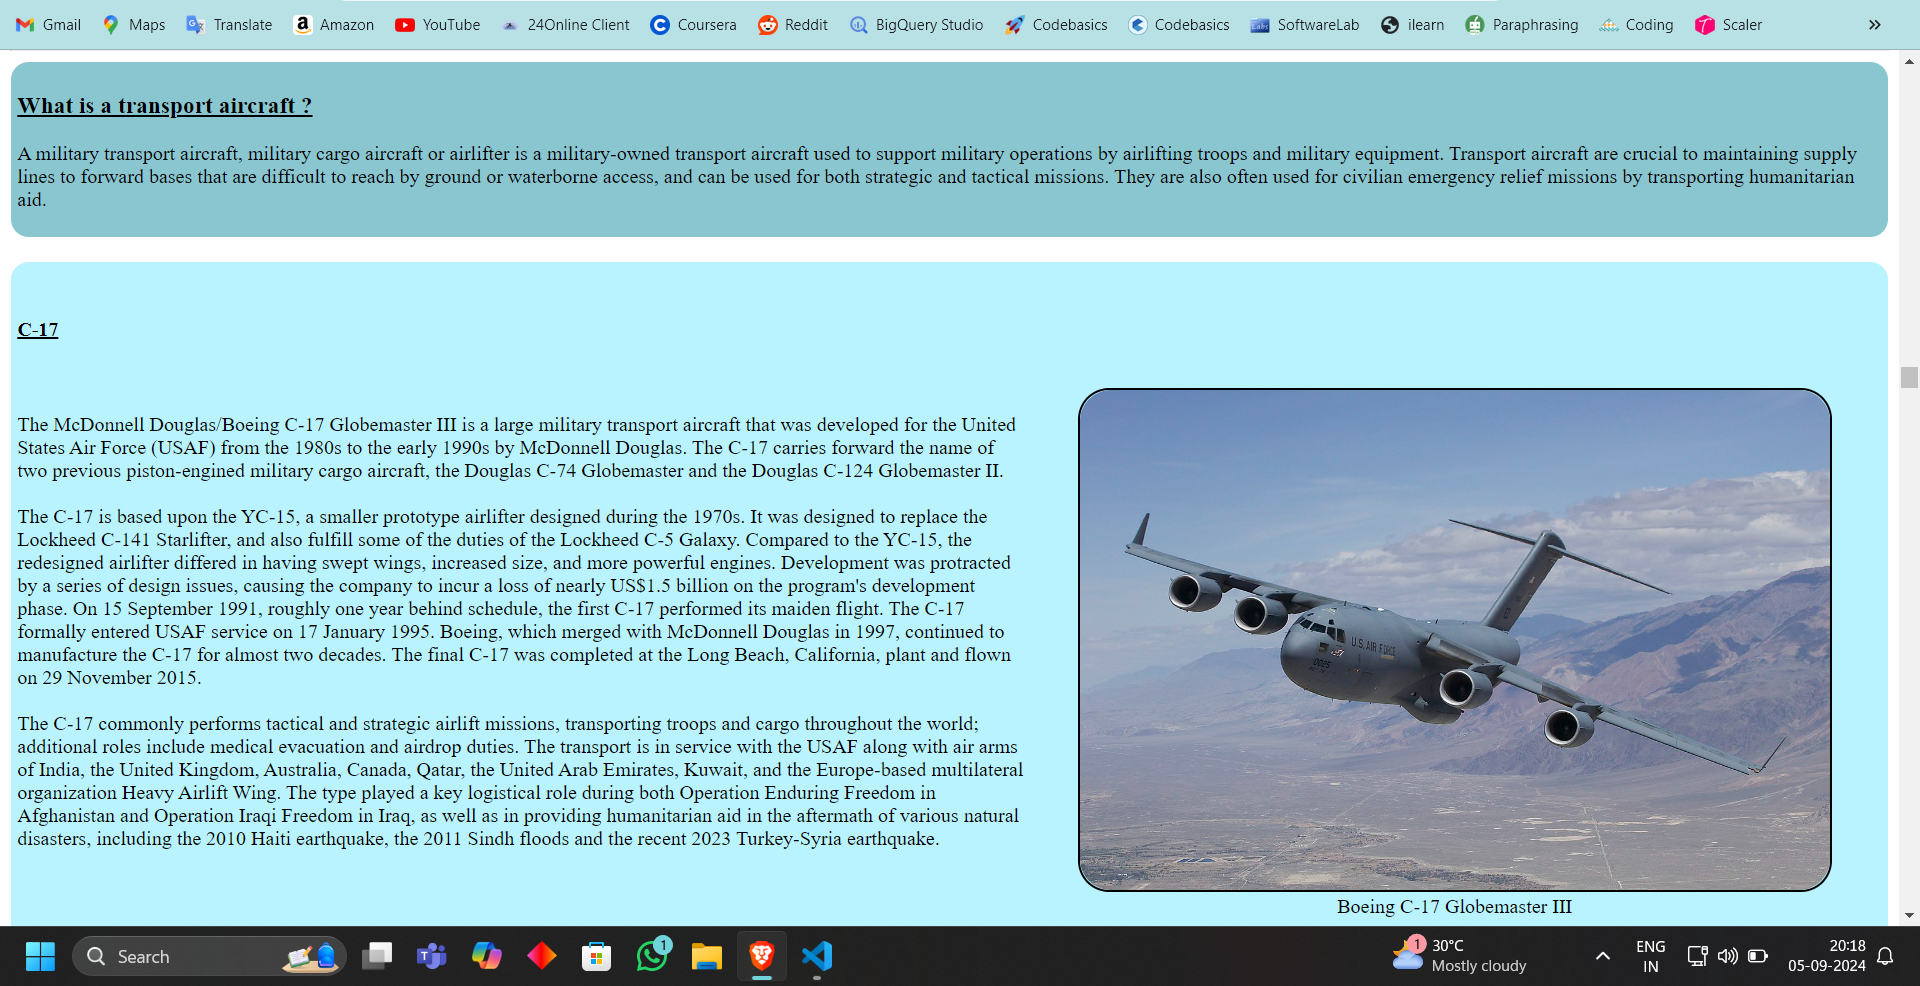 Gmail Maps Translate Amazon YouTube 24Online Client Coursera Reddit BigQuery Studio Codebasics Codebasics SoftwareLab ilearn Paraphrasing Coding Scaler »
What is a transport aircraft ?
A military transport aircraft, military cargo aircraft or airlifter is a military-owned transport aircraft used to support military operations by airlifting troops and military equipment. Transport aircraft are crucial to maintaining supply
lines to forward bases that are difficult to reach by ground or waterborne access, and can be used for both strategic and tactical missions. They are also often used for civilian emergency relief missions by transporting humanitarian
aid.
C-17
The McDonnell Douglas/Boeing C-17 Globemaster III is a large military transport aircraft that was developed for the United
States Air Force (USAF) from the 1980s to the early 1990s by McDonnell Douglas. The C-17 carries forward the name of
two previous piston-engined military cargo aircraft, the Douglas C-74 Globemaster and the Douglas C-124 Globemaster II.
The C-17 is based upon the YC-15, a smaller prototype airlifter designed during the 1970s. It was designed to replace the
Lockheed C-141 Starlifter, and also fulfill some of the duties of the Lockheed C-5 Galaxy. Compared to the YC-15, the
redesigned airlifter differed in having swept wings, increased size, and more powerful engines. Development was protracted
by a series of design issues, causing the company to incur a loss of nearly US$1.5 billion on the program's development
phase. On 15 September 1991, roughly one year behind schedule, the first C-17 performed its maiden flight. The C-17
formally entered USAF service on 17 January 1995. Boeing, which merged with McDonnell Douglas in 1997, continued to
manufacture the C-17 for almost two decades. The final C-17 was completed at the Long Beach, California, plant and flown
on 29 November 2015.
The C-17 commonly performs tactical and strategic airlift missions, transporting troops and cargo throughout the world;
additional roles include medical evacuation and airdrop duties. The transport is in service with the USAF along with air arms
of India, the United Kingdom, Australia, Canada, Qatar, the United Arab Emirates, Kuwait, and the Europe-based multilateral
organization Heavy Airlift Wing. The type played a key logistical role during both Operation Enduring Freedom in
Afghanistan and Operation Iraqi Freedom in Iraq, as well as in providing humanitarian aid in the aftermath of various natural
disasters, including the 2010 Haiti earthquake, the 2011 Sindh floods and the recent 2023 Turkey-Syria earthquake.
U.S. AIR FORCE
Boeing C-17 Globemaster III
Search
1
1
30°C
Mostly cloudy
ENG
IN
20:18
05-09-2024